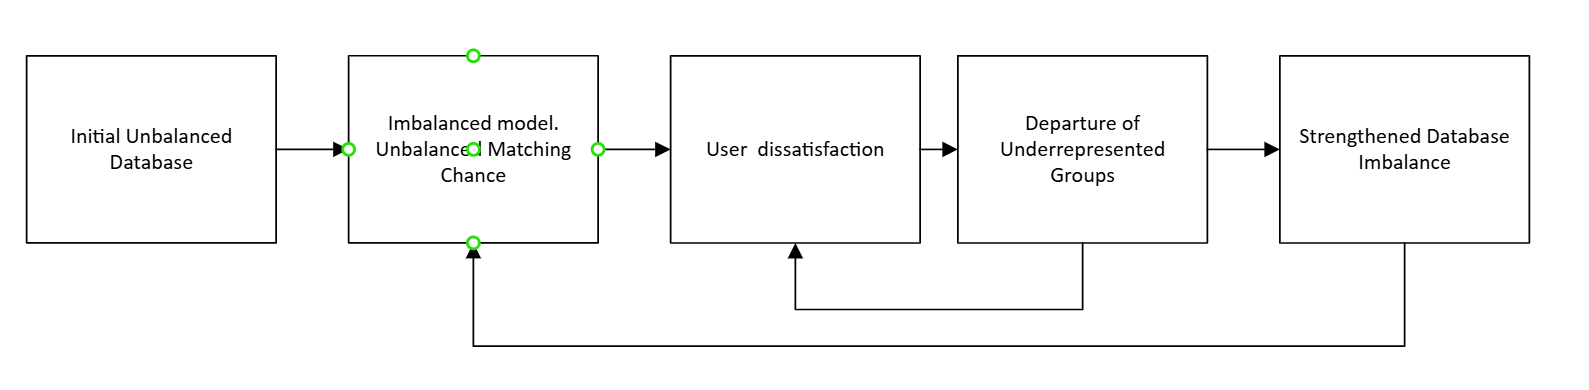 Initial Unbalanced
Database
Imbalanced model.
Unbalanced Matching
Chance
User  dissatisfaction
Departure of
Underrepresented
Groups
Strengthened Database
Imbalance